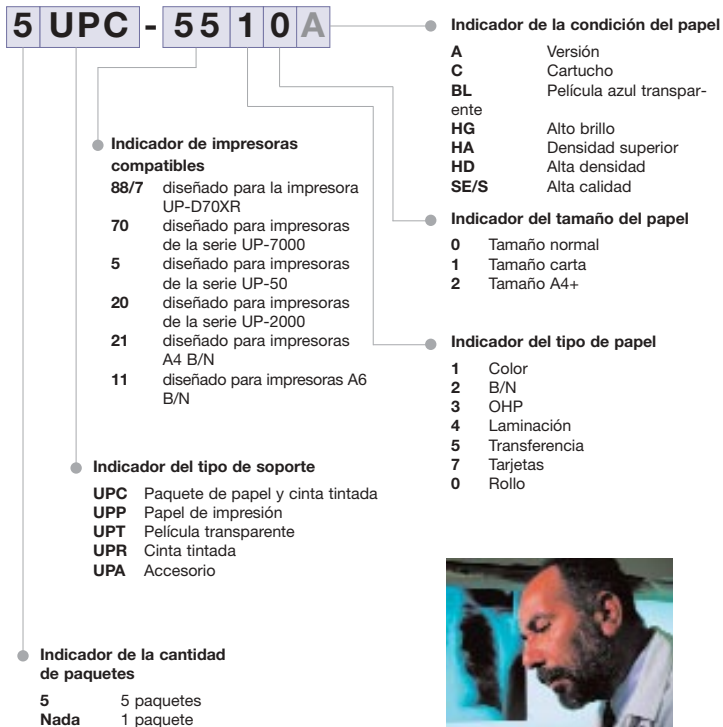 5 UPC - 55 1 0 A
Indicador de la condición del papel
A Versión
C Cartucho
BL Película azul transpar-
ente
HG Alto brillo
HA Densidad superior
HD Alta densidad
SE/S Alta calidad
Indicador del tamaño del papel
0 Tamaño normal
1 Tamaño carta
2 Tamaño A4+
Indicador del tipo de papel
1 Color
2 B/N
3 OHP
4 Laminación
5 Transferencia
7 Tarjetas
0 Rollo
Indicador de impresoras
compatibles
88/7 diseñado para la impresora
UP-D70XR
70 diseñado para impresoras
de la serie UP-7000
5 diseñado para impresoras
de la serie UP-50
20 diseñado para impresoras
de la serie UP-2000
21 diseñado para impresoras
A4 B/N
11 diseñado para impresoras A6
B/N
Indicador del tipo de soporte
UPC Paquete de papel y cinta tintada
UPP Papel de impresión
UPT Película transparente
UPR Cinta tintada
UPA Accesorio
Indicador de la cantidad
de paquetes
5 5 paquetes
Nada 1 paquete